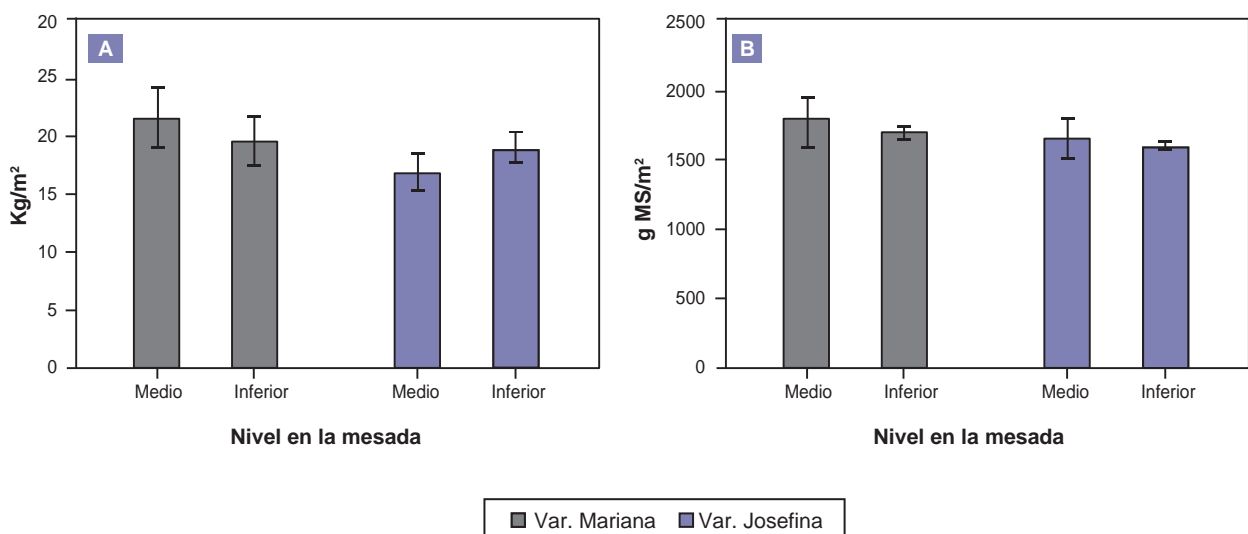 A
20
25
20
15
10
5
0
Kg/m²
Medio Inferior Medio Inferior
Nivel en la mesada
B
2500
2000
1500
1000
500
0
g MS/m²
Medio Inferior Medio Inferior
Nivel en la mesada
Var. Mariana Var. Josefina